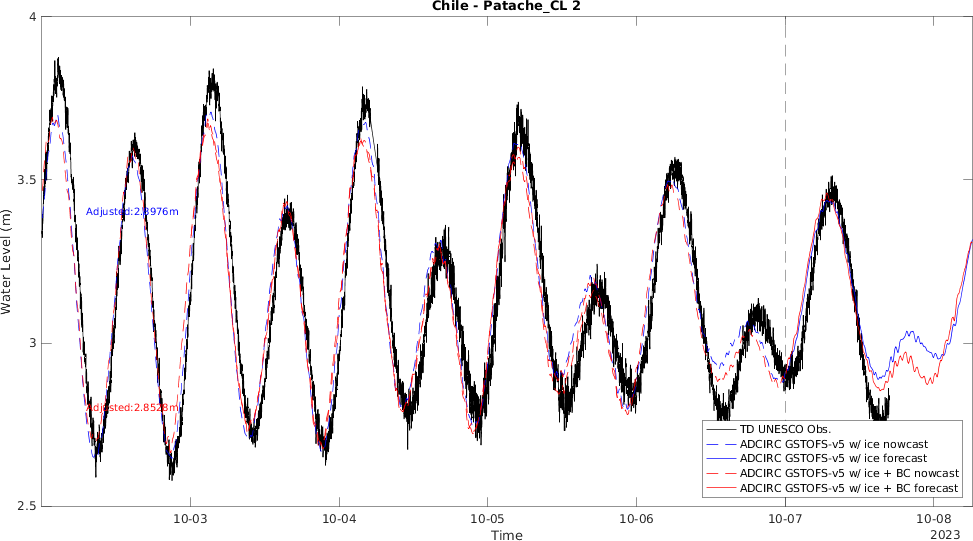 Chile - Patache_CL 2
4
3.5
3
2.5
Water Level (m)
Adjusted:2.8976m
Adjusted:2.8528m
10-03
10-04
10-05
10-06
10-07
10-08
Time
2023
TD UNESCO Obs.
ADCIRC GSTOFS-v5 w/ ice nowcast
ADCIRC GSTOFS-v5 w/ ice forecast
ADCIRC GSTOFS-v5 w/ ice + BC nowcast
ADCIRC GSTOFS-v5 w/ ice + BC forecast